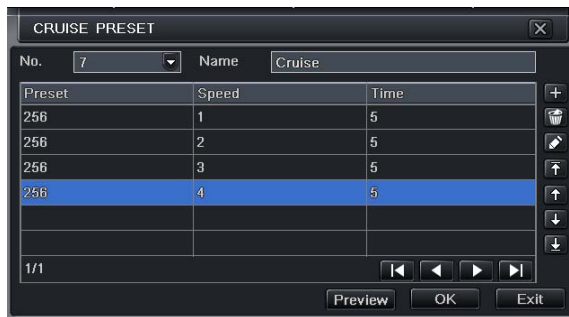 CRUISE PRESET
No. 7 Name Cruise
Preset Speed Time
256 1 5
256 2 5
256 3 5
256 4 5
1/1
Preview OK Exit